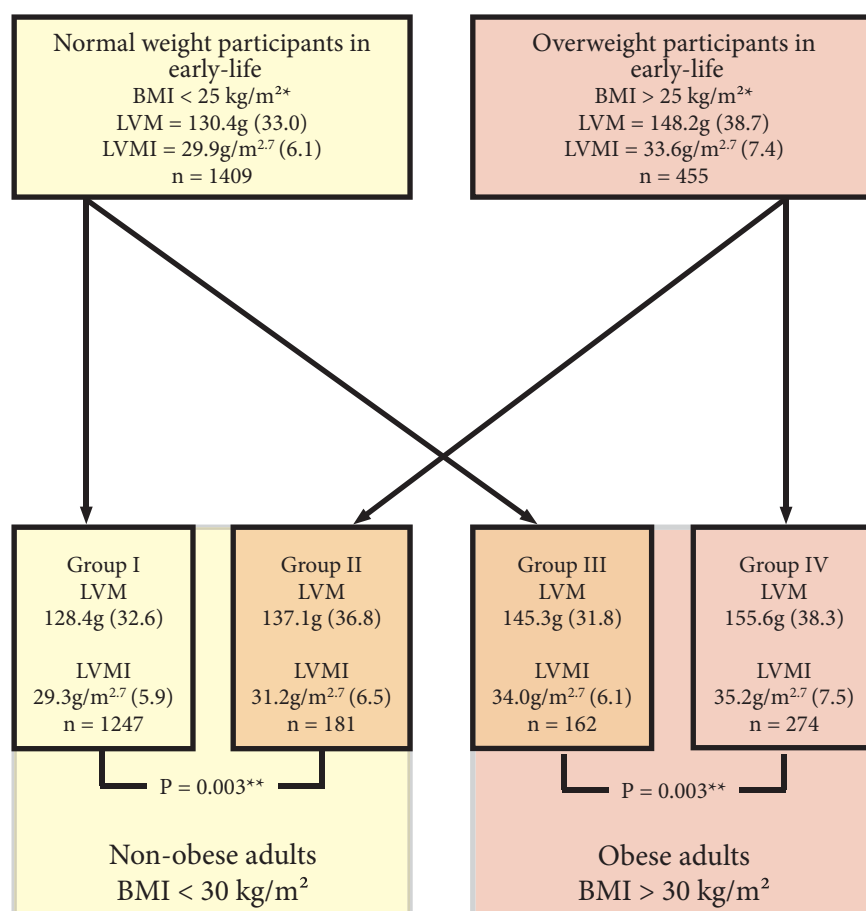 Normal weight participants in
early-life
BMI < 25 kg/m²*
LVM = 130.4g (33.0)
LVMI = 29.9g/m²·⁷ (6.1)
n = 1409
Overweight participants in
early-life
BMI > 25 kg/m²*
LVM = 148.2g (38.7)
LVMI = 33.6g/m²·⁷ (7.4)
n = 455
Group I
LVM
128.4g (32.6)
LVMI
29.3g/m²·⁷ (5.9)
n = 1247
Group II
LVM
137.1g (36.8)
LVMI
31.2g/m²·⁷ (6.5)
n = 181
P = 0.003**
Non-obese adults
BMI < 30 kg/m²
Group III
LVM
145.3g (31.8)
LVMI
34.0g/m²·⁷ (6.1)
n = 162
Group IV
LVM
155.6g (38.3)
LVMI
35.2g/m²·⁷ (7.5)
n = 274
P = 0.003**
Obese adults
BMI > 30 kg/m²